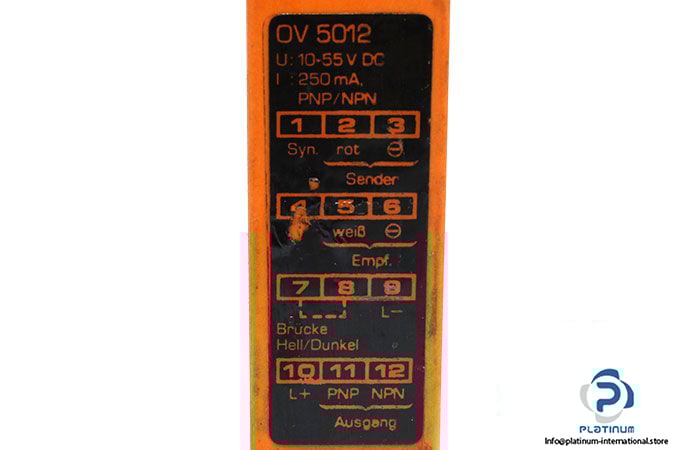 OV 5012
U: 10-55 V DC
I : 250 mA,
PNP/NPN
1 2 3
Syn. rot ⊖
Sender
4 5 6
weiß ⊖
Empf.
7 8 9
L-
Brücke
Hell/Dunkel
10 11 12
L+ PNP NPN
Ausgang
PLATINUM
info@platinum-international.store